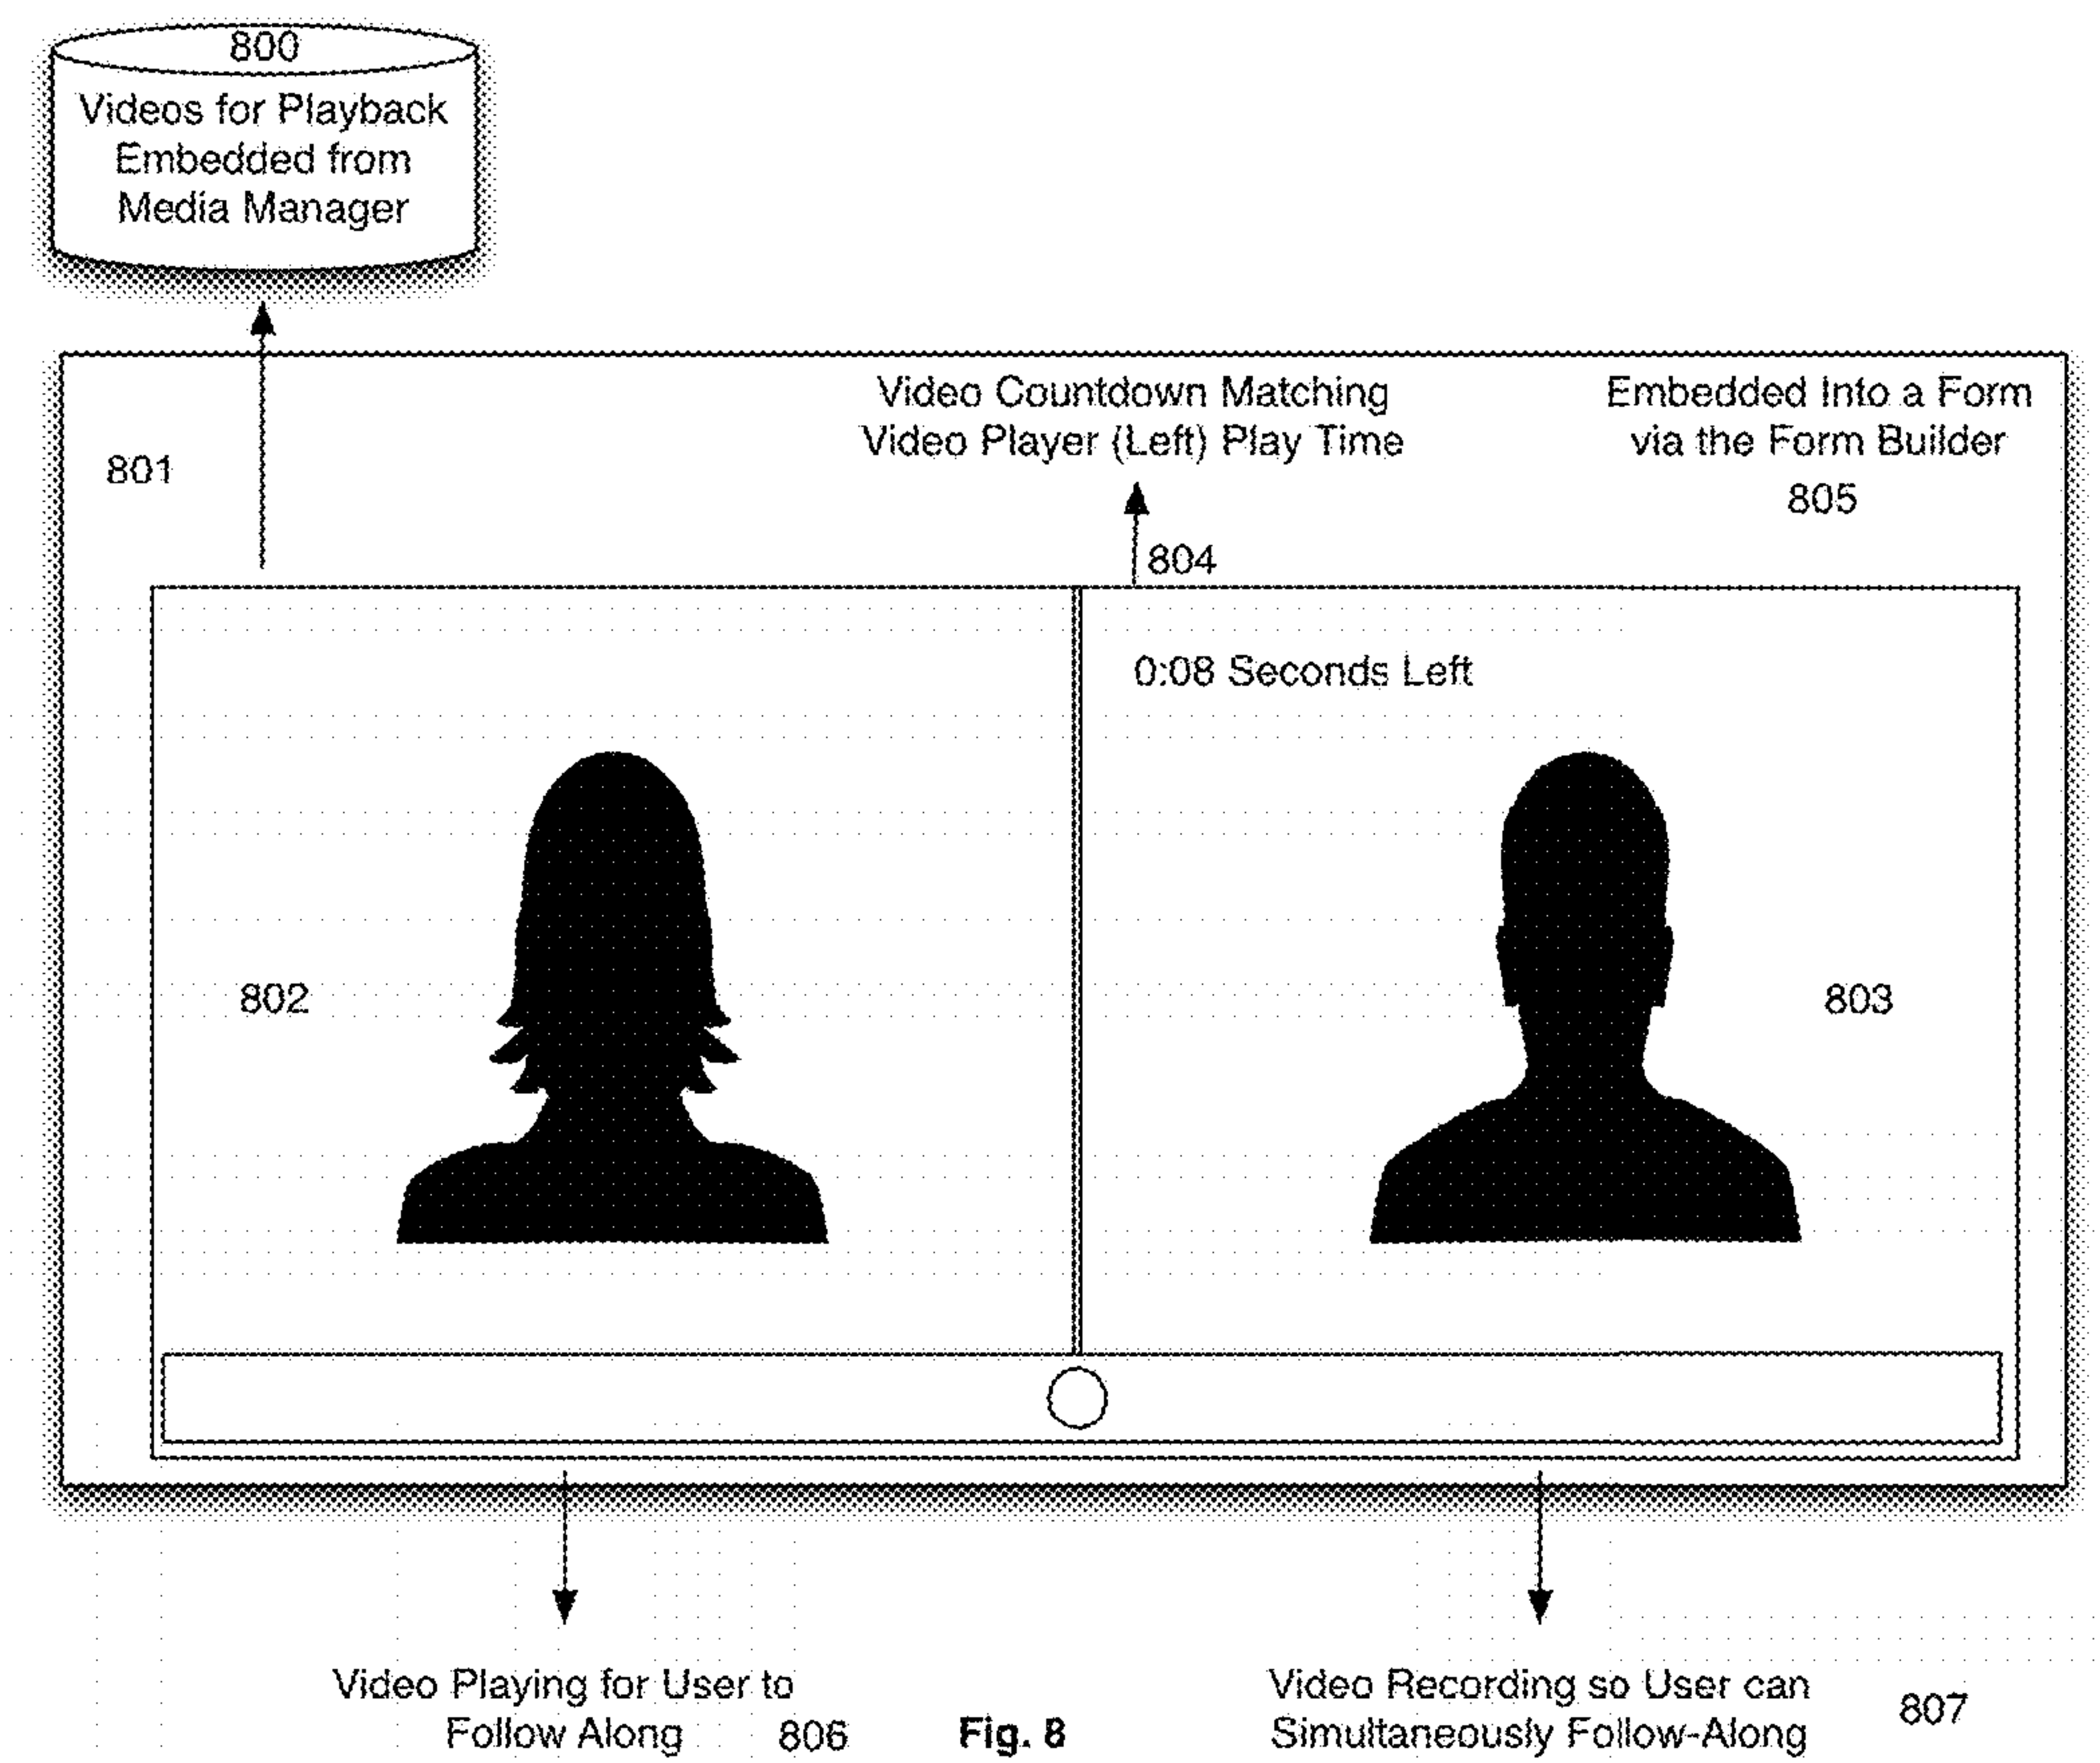 800
Videos for Playback
Embedded from
Media Manager
Video Countdown Matching
Video Player (Left) Play Time
Embedded Into a Form
via the Form Builder
805
801
804
0:08 Seconds Left
802
803
Video Playing for User to
Follow Along
806
Fig. 8
Video Recording so User can
Simultaneously Follow-Along
807